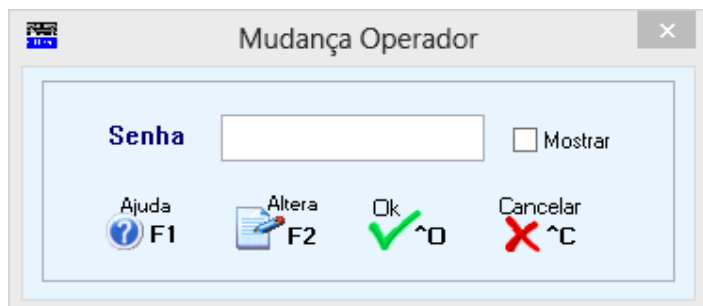 Mudança Operador
Senha
Mostrar
Ajuda Altera Ok Cancelar
F1 F2 ^O ^C